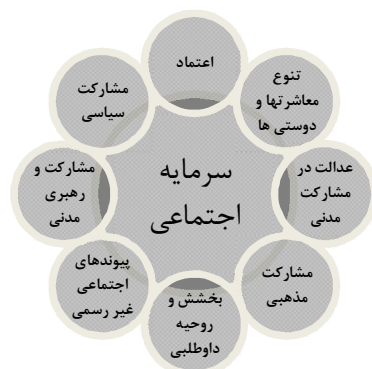 اعتماد
تنوع
معاشرتها و
دوستی ها
عدالت در
مشارکت
مدنی
مشارکت
مذهبی
بخشش و
روحیه
داوطلبی
پیوندهای
اجتماعی
غیر رسمی
مشارکت و
رهبری
مدنی
مشارکت
سیاسی
سرمایه
اجتماعی